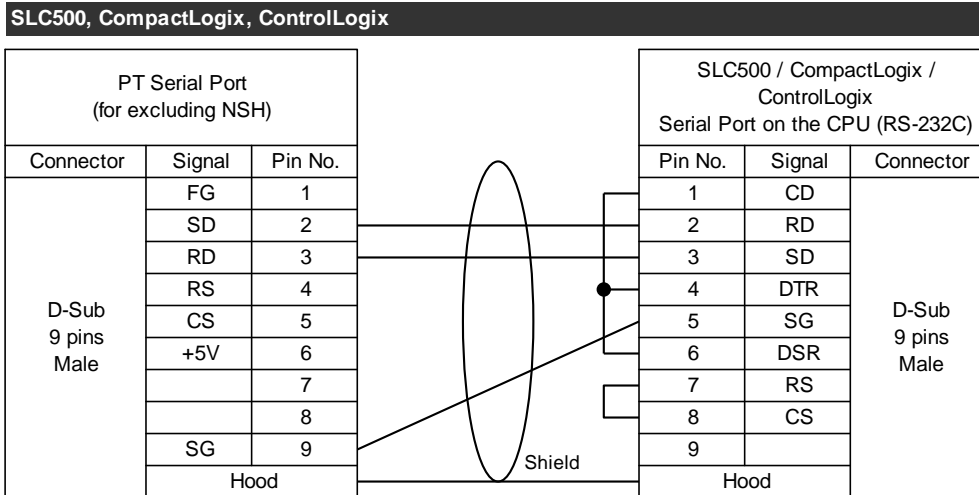 SLC500, CompactLogix, ControlLogix
PT Serial Port
(for excluding NSH)
SLC500 / CompactLogix /
ControlLogix
Serial Port on the CPU (RS-232C)
Connector Signal Pin No. Pin No. Signal Connector
FG 1 1 CD
SD 2 2 RD
RD 3 3 SD
RS 4 4 DTR
D-Sub
9 pins
Male
D-Sub
9 pins
Male
CS 5 5 SG
+5V 6 6 DSR
7 7 RS
8 8 CS
SG 9 9
Shield
Hood Hood